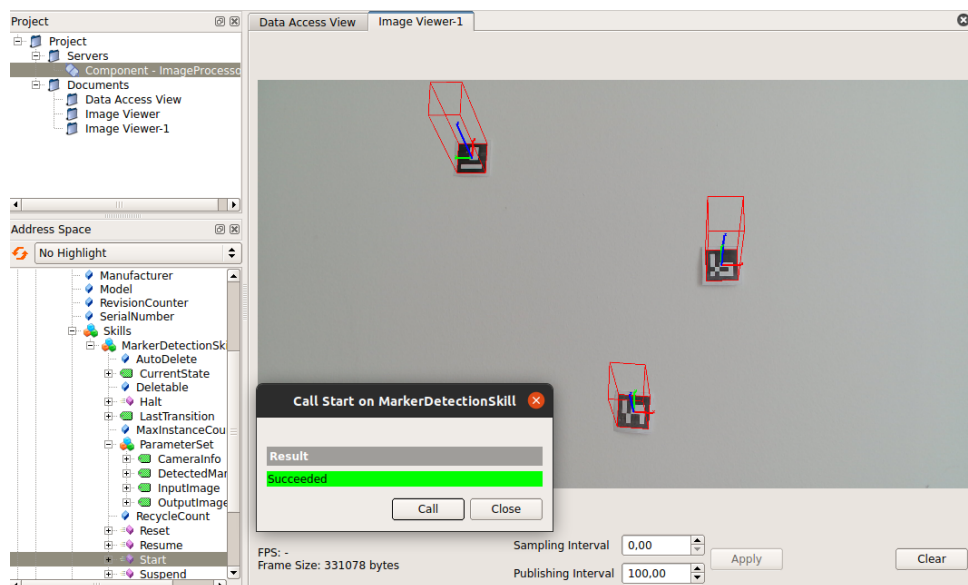 Project
Project
Servers
Component - ImageProcesso
Documents
Data Access View
Image Viewer
Image Viewer-1
Address Space
No Highlight
Manufacturer
Model
RevisionCounter
SerialNumber
Skills
MarkerDetectionSki
AutoDelete
CurrentState
Deletable
Halt
LastTransition
MaxInstanceCou
ParameterSet
CameraInfo
DetectedMar
InputImage
OutputImage
RecycleCount
Reset
Resume
Start
Suspend
Data Access View
Image Viewer-1
Call Start on MarkerDetectionSkill
Result
Succeeded
Call
Close
FPS: -
Frame Size: 331078 bytes
Sampling Interval
0,00
Publishing Interval
100,00
Apply
Clear